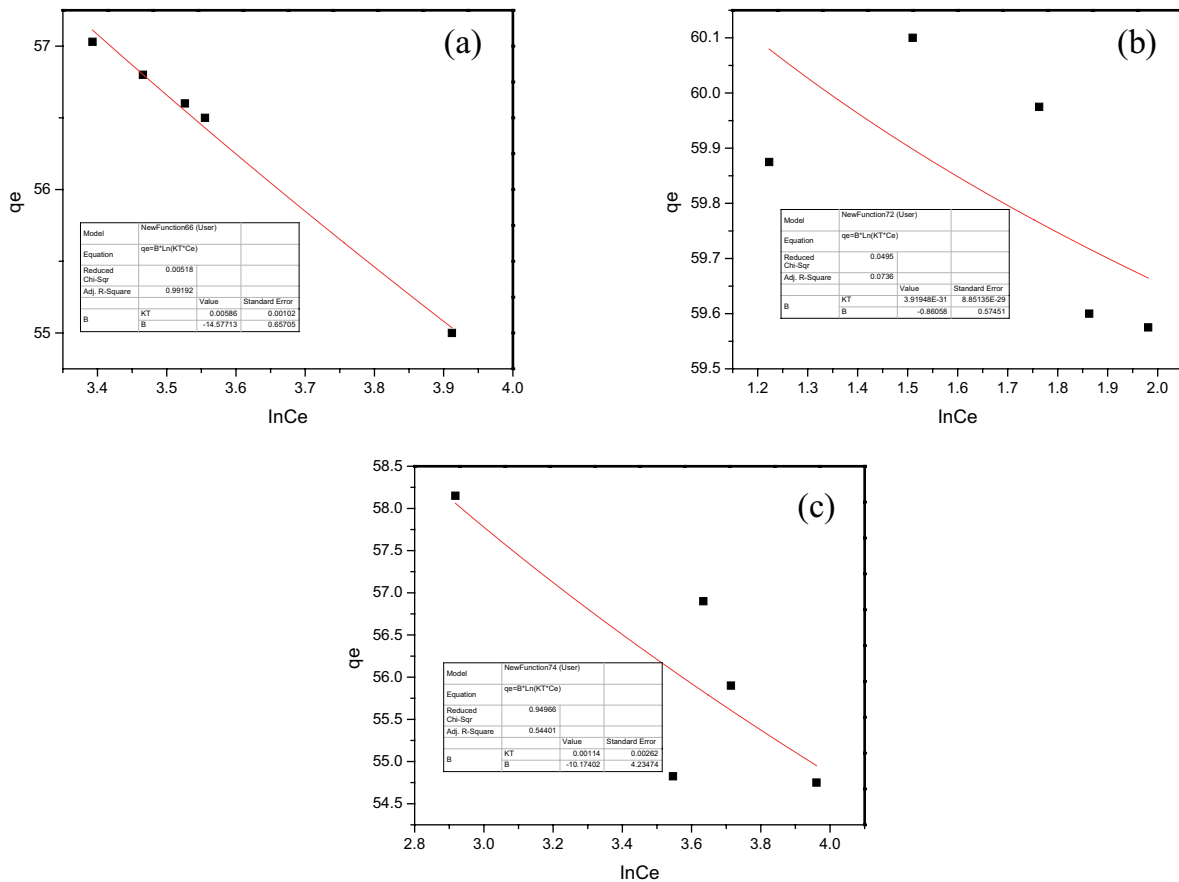 (a)
qe
57
56
55
3.4 3.5 3.6 3.7 3.8 3.9 4.0
lnCe
Model NewFunction66 (User)
Equation qe=B*Ln(KT*Ce)
Reduced
Chi-Sqr
0.00518
Adj. R-Square 0.99192
Value Standard Error
B KT 0.00586 0.00102
B -14.57713 0.65705
(b)
qe
60.1
60.0
59.9
59.8
59.7
59.6
59.5
1.2 1.3 1.4 1.5 1.6 1.7 1.8 1.9 2.0
lnCe
Model NewFunction72 (User)
Equation qe=B*Ln(KT*Ce)
Reduced
Chi-Sqr
0.0495
Adj. R-Square 0.0736
Value Standard Error
B KT 3.91948E-31 8.85135E-29
B -0.86058 0.57451
(c)
qe
58.5
58.0
57.5
57.0
56.5
56.0
55.5
55.0
54.5
2.8 3.0 3.2 3.4 3.6 3.8 4.0
lnCe
Model NewFunction74 (User)
Equation qe=B*Ln(KT*Ce)
Reduced
Chi-Sqr
0.94966
Adj. R-Square 0.54401
Value Standard Error
B KT 0.00114 0.00262
B -10.17402 4.23474